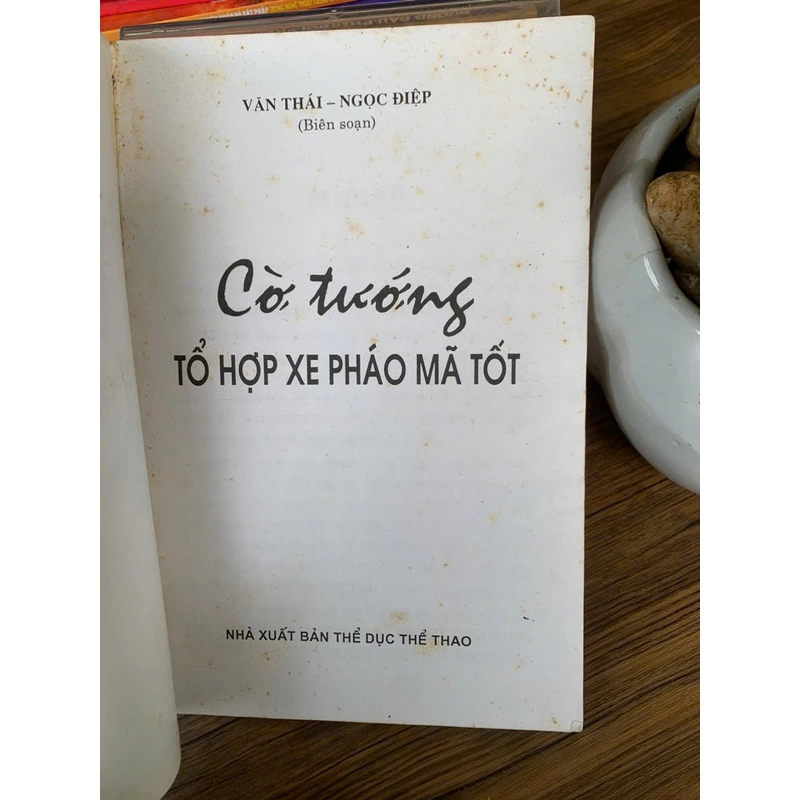 VĂN THÁI – NGỌC ĐIỆP
(Biên soạn)
Cờ tướng
TỔ HỢP XE PHÁO MÃ TỐT
NHÀ XUẤT BẢN THỂ DỤC THỂ THAO